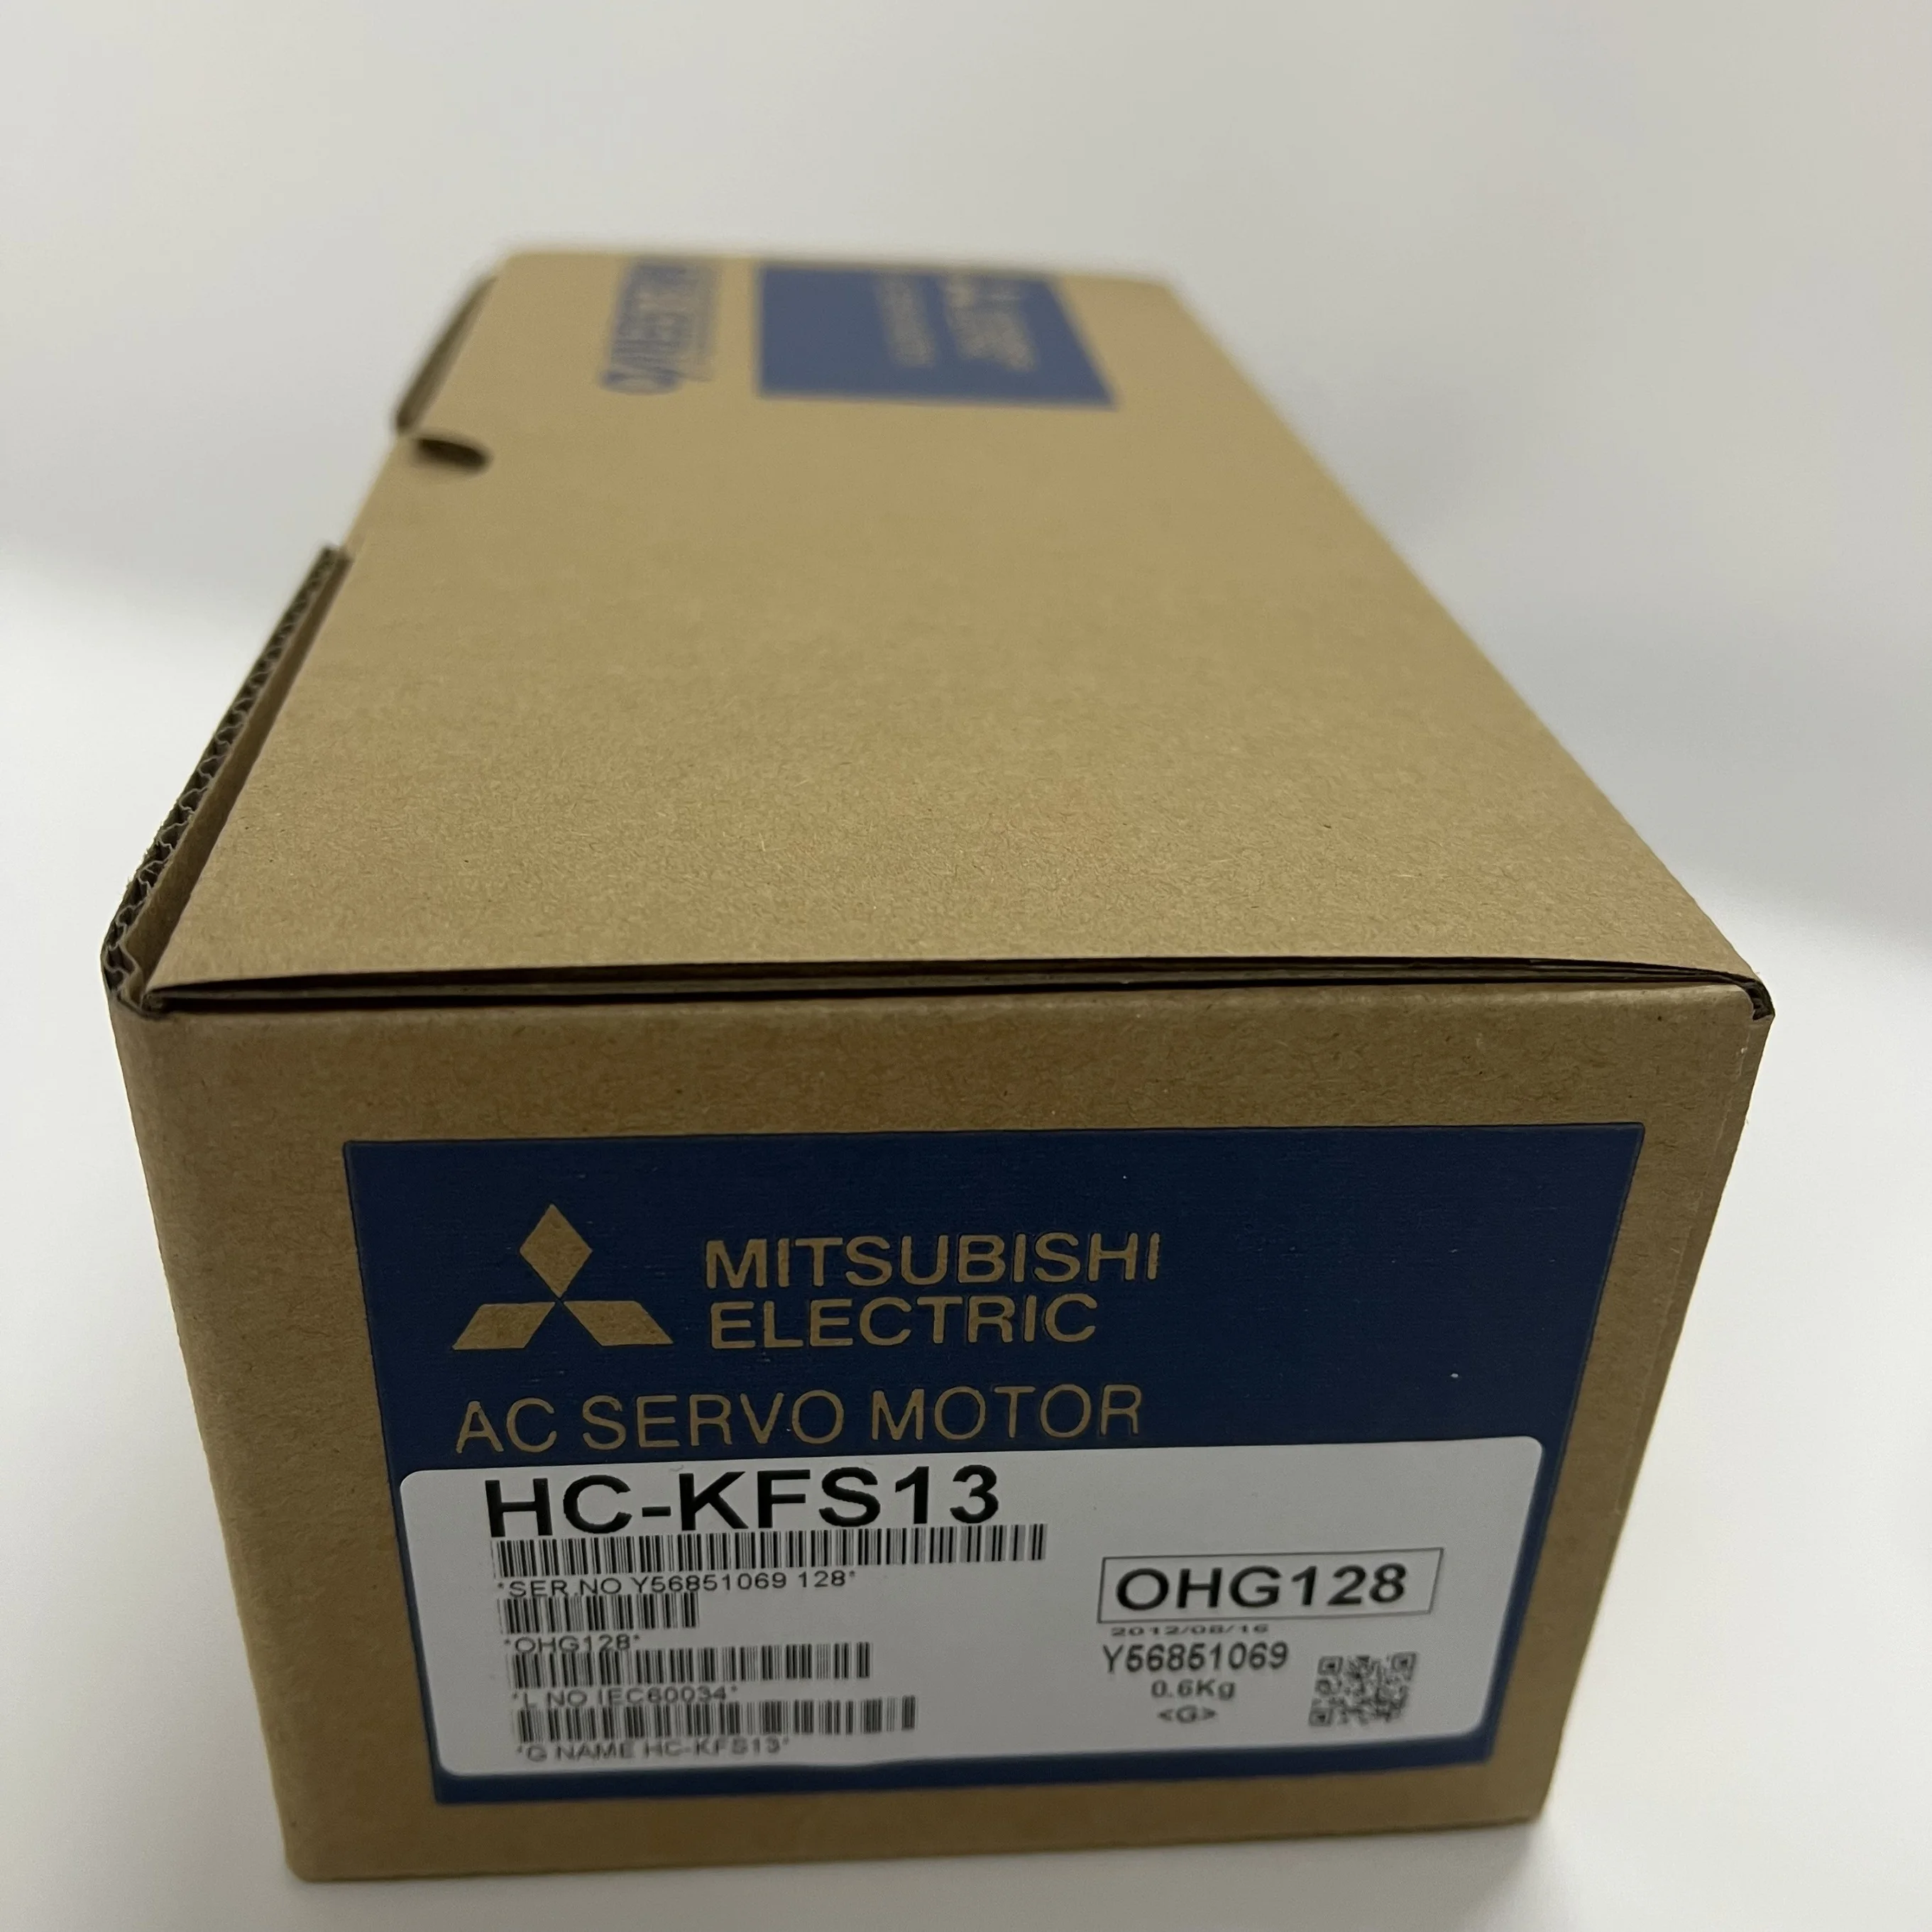 MITSUBISHI
ELECTRIC
AC SERVO MOTOR
HC-KFS13
*SER.NO Y56851069 128*
*OHG128*
*L NO IEC60034*
*G NAME HC-KFS13*
OHG128
2012/08/16
Y56851069
0.6Kg
<G>